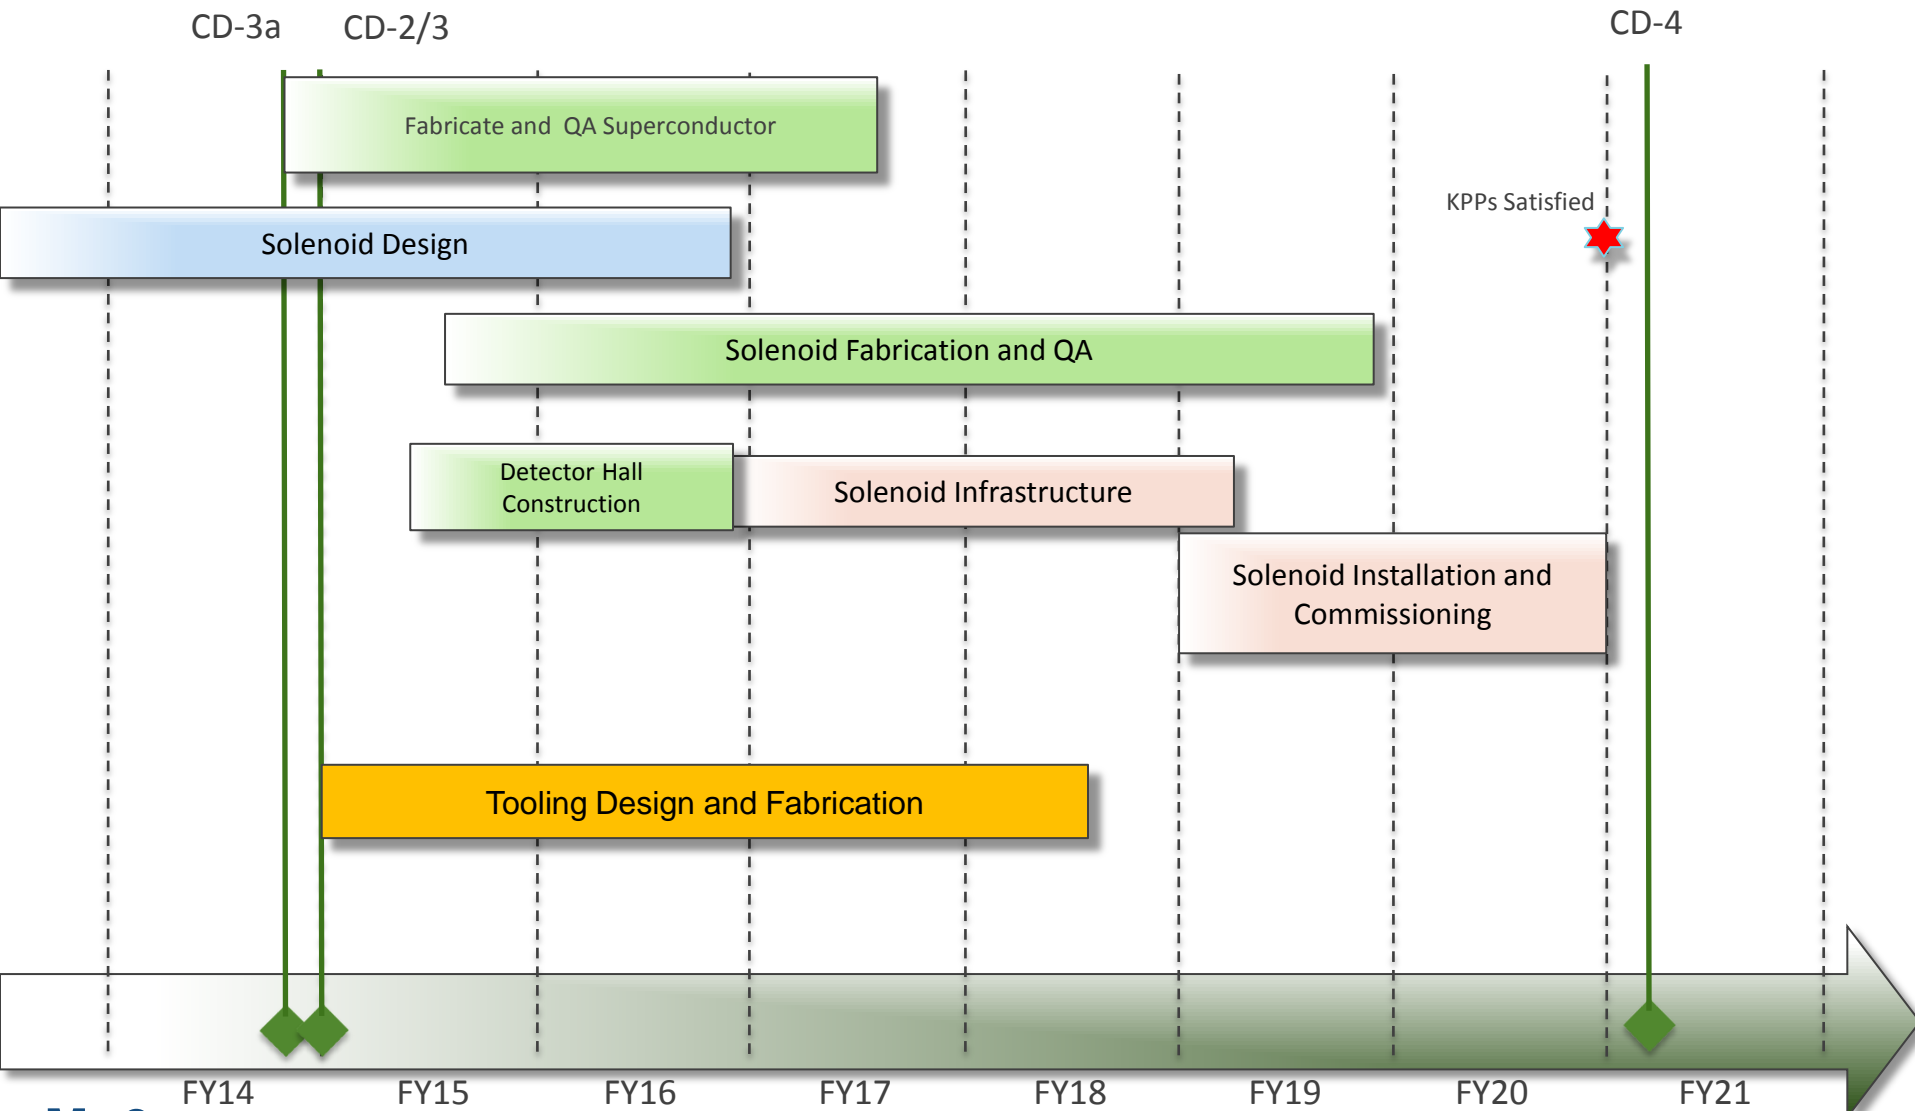 CD-3a
CD-2/3
CD-4
Fabricate and QA Superconductor
KPPs Satisfied
Solenoid Design
Solenoid Fabrication and QA
Detector Hall
Construction
Solenoid Infrastructure
Solenoid Installation and
Commissioning
Tooling Design and Fabrication
FY14
FY15
FY16
FY17
FY18
FY19
FY20
FY21